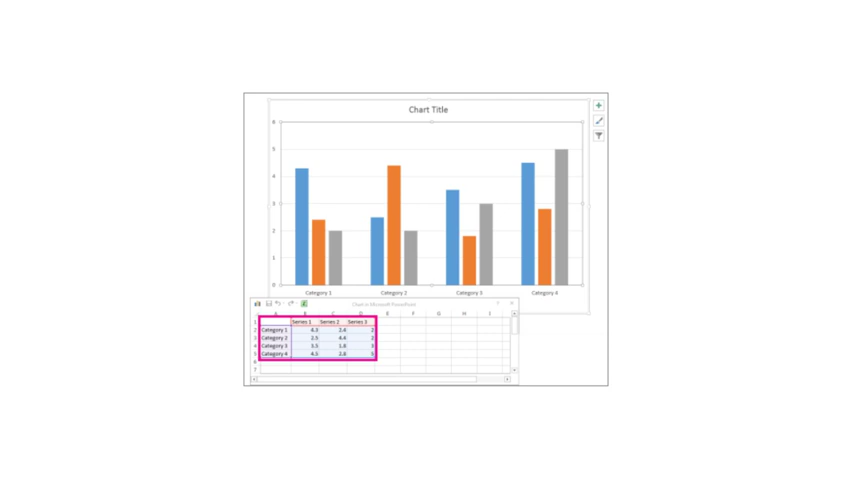 Chart Title
6
5
4
3
2
1
0
Category 1 Category 2 Category 3 Category 4
Chart in Microsoft PowerPoint
A B C D E F G H I
1 Series 1 Series 2 Series 3
2 Category 1 4.3 2.4 2
3 Category 2 2.5 4.4 2
4 Category 3 3.5 1.8 3
5 Category 4 4.5 2.8 5
6
7